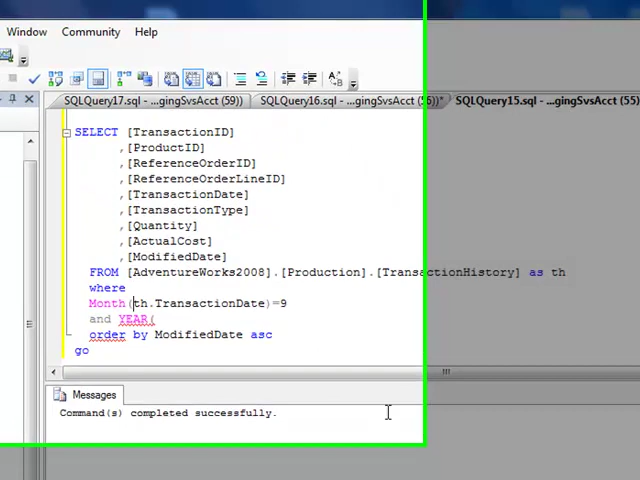 Window Community Help
SQLQuery17.sql - ...gingSvsAcct (59)) SQLQuery16.sql - ...gingSvsAcct (56))* SQLQuery15.sql - ...gingSvsAcct (55)
SELECT [TransactionID]
,[ProductID]
,[ReferenceOrderID]
,[ReferenceOrderLineID]
,[TransactionDate]
,[TransactionType]
,[Quantity]
,[ActualCost]
,[ModifiedDate]
FROM [AdventureWorks2008].[Production].[TransactionHistory] as th
where
Month(th.TransactionDate)=9
and YEAR(
order by ModifiedDate asc
go
Messages
Command(s) completed successfully.